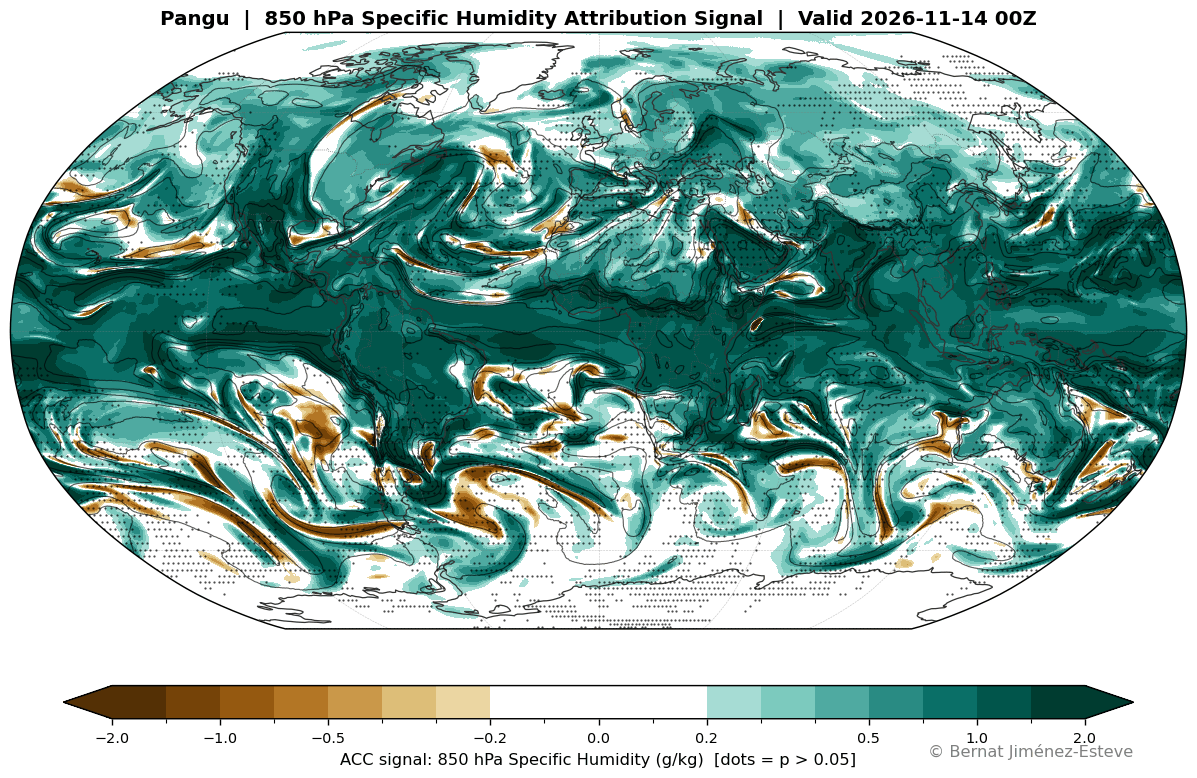 Pangu | 850 hPa Specific Humidity Attribution Signal | Valid 2026-11-14 00Z
−2.0 −1.0 −0.5 −0.2 0.0 0.2 0.5 1.0 2.0
ACC signal: 850 hPa Specific Humidity (g/kg) [dots = p > 0.05]
© Bernat Jiménez-Esteve